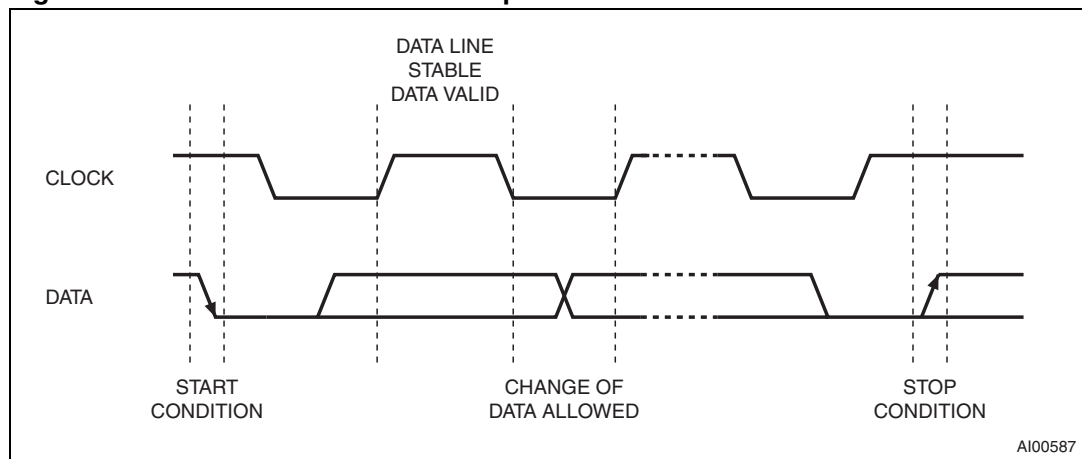 DATA LINE
STABLE
DATA VALID
CLOCK
DATA
START
CONDITION
CHANGE OF
DATA ALLOWED
STOP
CONDITION
AI00587